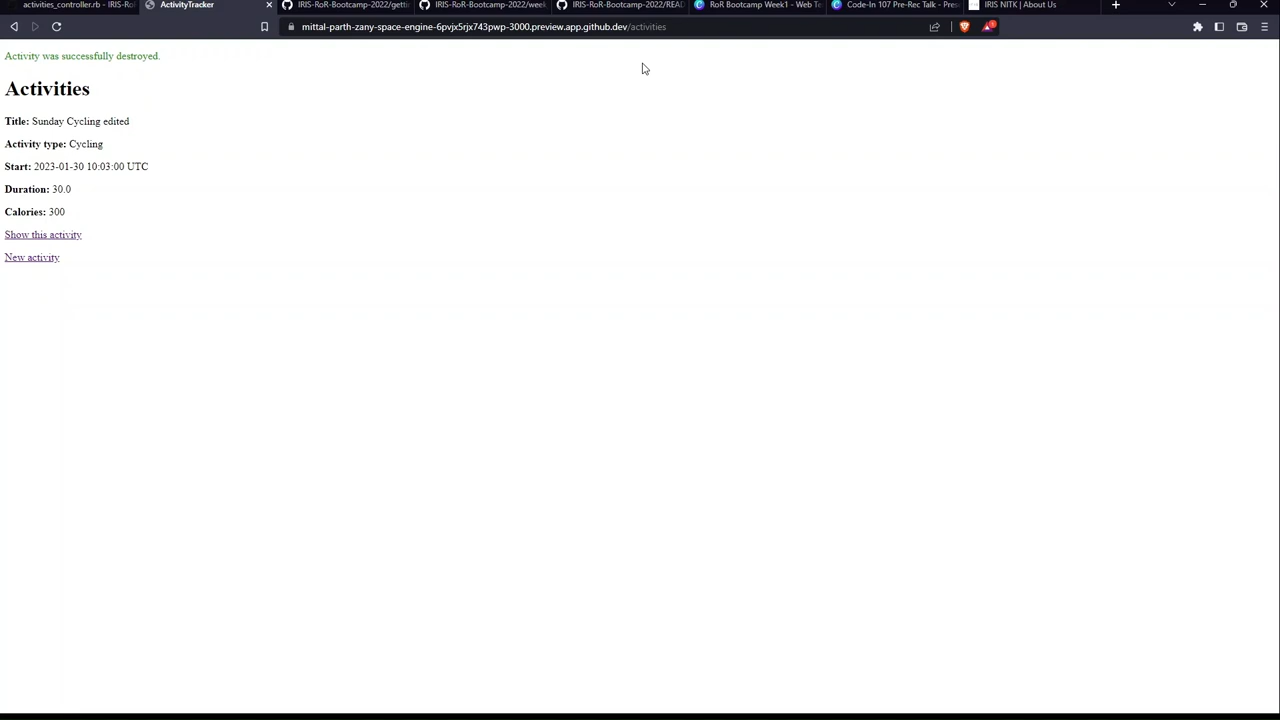 activities_controller.rb - IRIS-Ro
ActivityTracker
IRIS-RoR-Bootcamp-2022/getti
IRIS-RoR-Bootcamp-2022/week
IRIS-RoR-Bootcamp-2022/READ
RoR Bootcamp Week1 - Web Te
Code-In 107 Pre-Rec Talk - Pres
IRIS NITK | About Us
mittal-parth-zany-space-engine-6pvjx5rjx743pwp-3000.preview.app.github.dev/activities
Activity was successfully destroyed.
Activities
Title: Sunday Cycling edited
Activity type: Cycling
Start: 2023-01-30 10:03:00 UTC
Duration: 30.0
Calories: 300
Show this activity
New activity